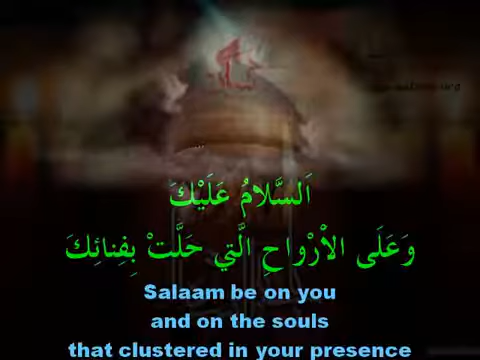 اَلسَّلامُ عَلَيْكَ
وَعَلَى الاَْرْواحِ الَّتي حَلَّتْ بِفِنائِكَ
Salaam be on you
and on the souls
that clustered in your presence